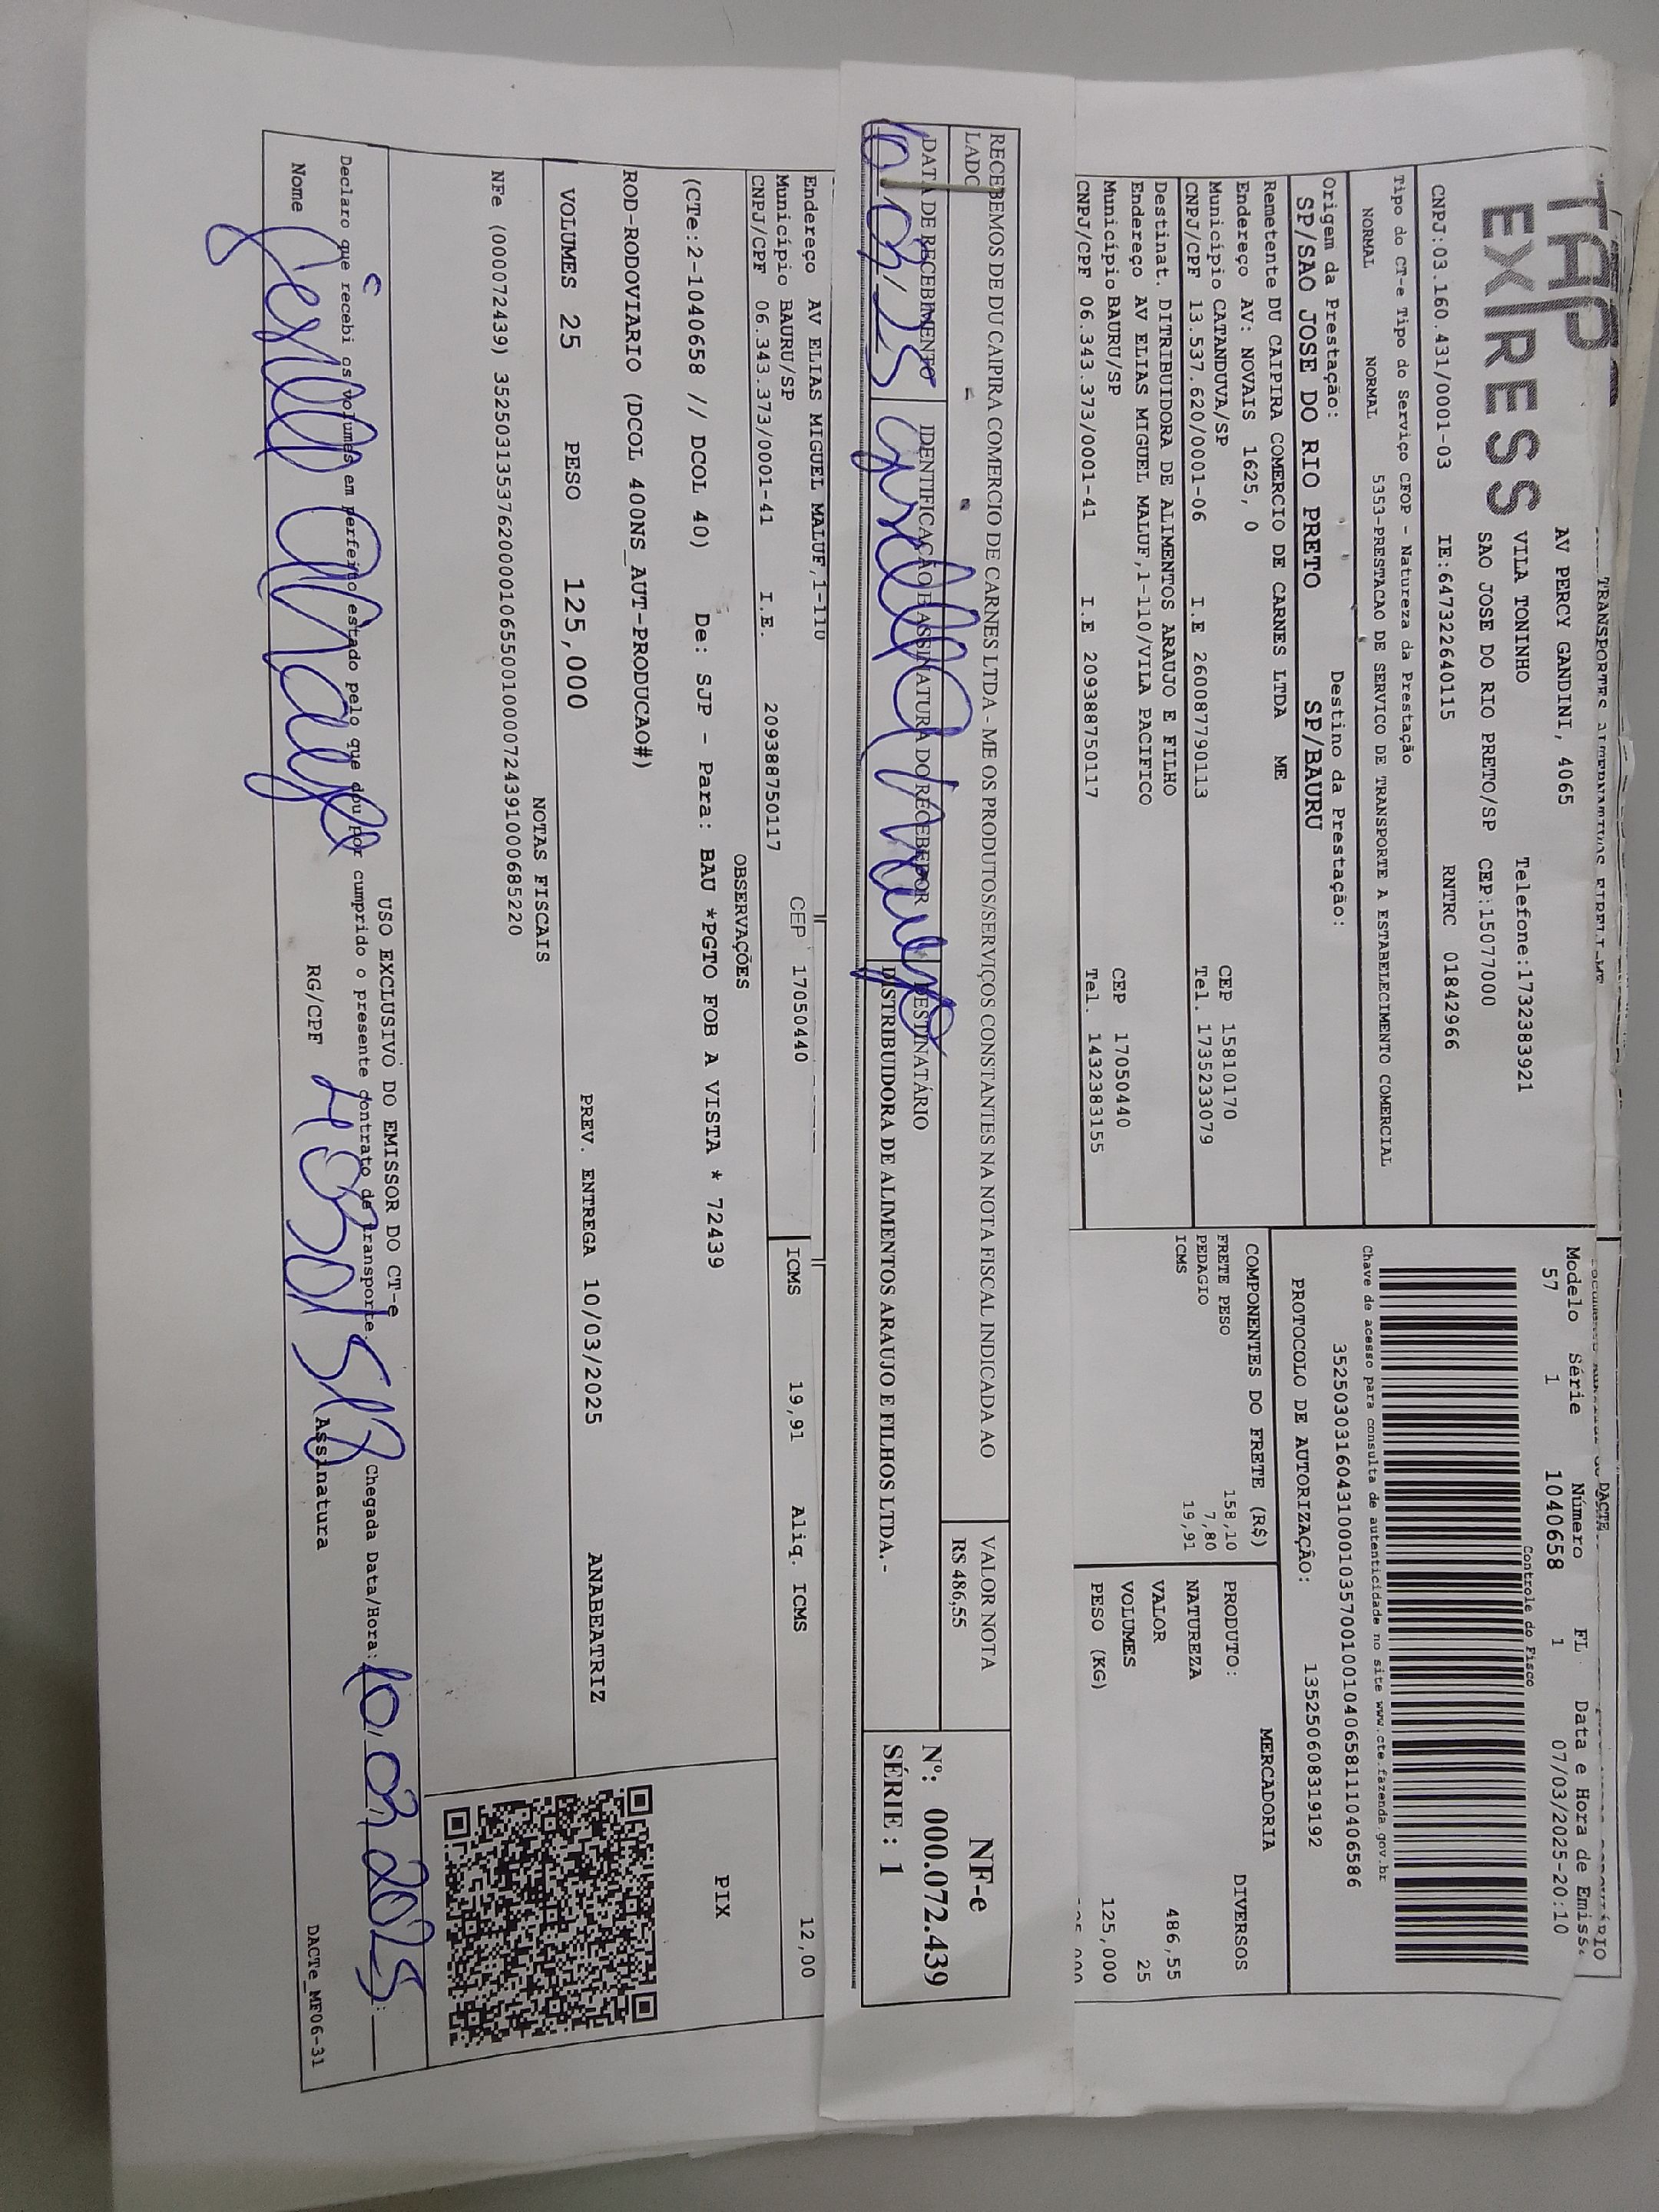 TRANSPORTES ALTERNATIVOS EIRELI-ME
TAP EXPRESS
AV PERCY GANDINI, 4065
VILA TONINHO Telefone:1732383921
SAO JOSE DO RIO PRETO/SP CEP:15077000
CNPJ:03.160.431/0001-03 IE:647322640115 RNTRC 01842966
DACTE
Modelo Série Número FL Data e Hora de Emiss
57 1 1040658 1 07/03/2025-20:10
Controle do Fisco
Chave de acesso para consulta de autenticidade no site www.cte.fazenda.gov.br
35250303160431000103570010010406581110406586
PROTOCOLO DE AUTORIZAÇÃO: 135250608319192
Tipo do CT-e Tipo do Serviço CFOP - Natureza da Prestação
NORMAL NORMAL 5353-PRESTACAO DE SERVICO DE TRANSPORTE A ESTABELECIMENTO COMERCIAL
Origem da Prestação: Destino da Prestação:
SP/SAO JOSE DO RIO PRETO SP/BAURU
Remetente DU CAIPIRA COMERCIO DE CARNES LTDA ME
Endereço AV: NOVAIS 1625, 0
Município CATANDUVA/SP CEP 15810170
CNPJ/CPF 13.537.620/0001-06 I.E 260087790113 Tel. 1735233079
Destinat. DITRIBUIDORA DE ALIMENTOS ARAUJO E FILHO
Endereço AV ELIAS MIGUEL MALUF,1-110/VILA PACIFICO
Município BAURU/SP CEP 17050440
CNPJ/CPF 06.343.373/0001-41 I.E 209388750117 Tel. 1432383155
COMPONENTES DO FRETE (R$)
FRETE PESO 158,10
PEDAGIO 7,80
ICMS 19,91
MERCADORIA
PRODUTO: DIVERSOS
NATUREZA
VALOR 486,55
VOLUMES 25
PESO (KG) 125,000
RECEBEMOS DE DU CAIPIRA COMERCIO DE CARNES LTDA - ME OS PRODUTOS/SERVIÇOS CONSTANTES NA NOTA FISCAL INDICADA AO
LADO
VALOR NOTA
R$ 486,55
NF-e
Nº: 000.072.439
SÉRIE : 1
DATA DE RECEBIMENTO IDENTIFICAÇÃO E ASSINATURA DO RECEBEDOR DESTINATÁRIO
10/03/25 DISTRIBUIDORA DE ALIMENTOS ARAUJO E FILHOS LTDA.-
Endereço AV ELIAS MIGUEL MALUF,1-110
Município BAURU/SP CEP 17050440
CNPJ/CPF 06.343.373/0001-41 I.E. 209388750117
ICMS 19,91 Aliq. ICMS 12,00
OBSERVAÇÕES
(CTe:2-1040658 // DCOL 40) De: SJP - Para: BAU *PGTO FOB A VISTA * 72439
ROD-RODOVIARIO (DCOL 400NS_AUT-PRODUCAO#)
PIX
VOLUMES 25 PESO 125,000 PREV. ENTREGA 10/03/2025 ANABEATRIZ
NOTAS FISCAIS
NFe (000072439) 35250313537620000106550010000724391000685220
USO EXCLUSIVO DO EMISSOR DO CT-e
Declaro que recebi os volumes em perfeito estado pelo que dou por cumprido o presente contrato de transporte.
Chegada Data/Hora: 10.03.2025
Nome RG/CPF Assinatura
DACTe_MF06-31